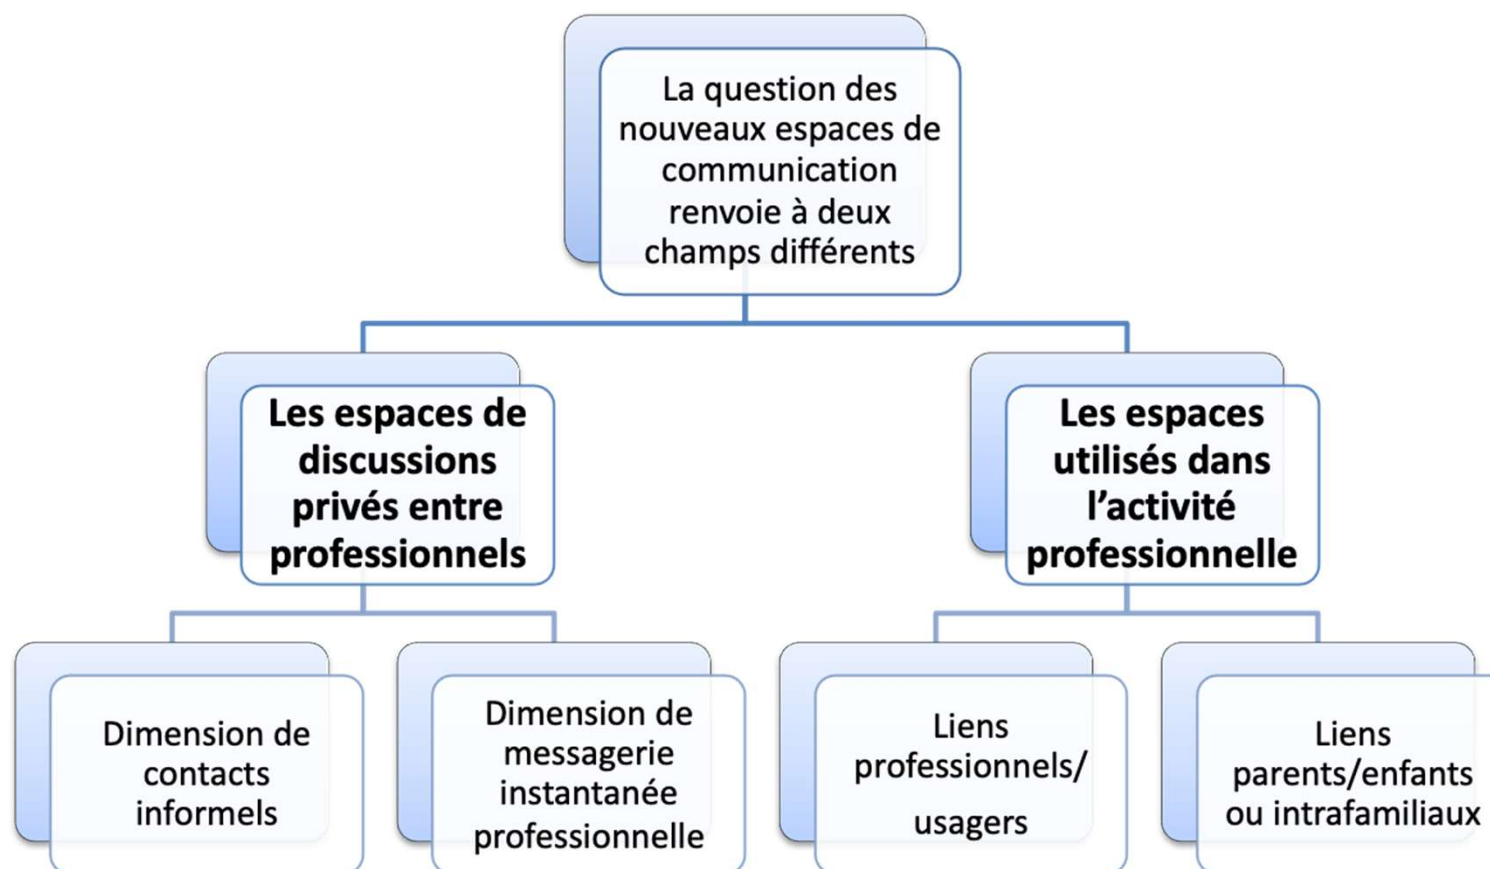 La question des
nouveaux espaces de
communication
renvoie à deux
champs différents
Les espaces de
discussions
privés entre
professionnels
Les espaces
utilisés dans
l’activité
professionnelle
Dimension de
contacts
informels
Dimension de
messagerie
instantanée
professionnelle
Liens
professionnels/
usagers
Liens
parents/enfants
ou intrafamiliaux